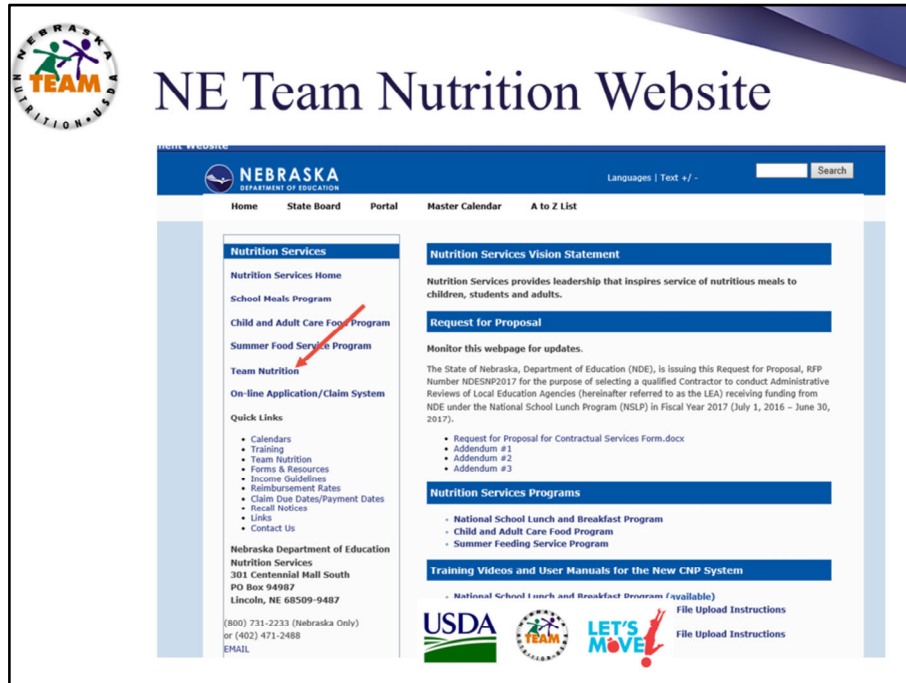 NEBRASKA
TEAM
NUTRITION•USDA
NE Team Nutrition Website
ment Website
NEBRASKA
DEPARTMENT OF EDUCATION
Languages | Text +/ -
Search
Home State Board Portal Master Calendar A to Z List
Nutrition Services
Nutrition Services Home
School Meals Program
Child and Adult Care Food Program
Summer Food Service Program
Team Nutrition
On-line Application/Claim System
Quick Links
• Calendars
• Training
• Team Nutrition
• Forms & Resources
• Income Guidelines
• Reimbursement Rates
• Claim Due Dates/Payment Dates
• Recall Notices
• Links
• Contact Us
Nebraska Department of Education
Nutrition Services
301 Centennial Mall South
PO Box 94987
Lincoln, NE 68509-9487
(800) 731-2233 (Nebraska Only)
or (402) 471-2488
EMAIL
Nutrition Services Vision Statement
Nutrition Services provides leadership that inspires service of nutritious meals to
children, students and adults.
Request for Proposal
Monitor this webpage for updates.
The State of Nebraska, Department of Education (NDE), is issuing this Request for Proposal, RFP
Number NDESNP2017 for the purpose of selecting a qualified Contractor to conduct Administrative
Reviews of Local Education Agencies (hereinafter referred to as the LEA) receiving funding from
NDE under the National School Lunch Program (NSLP) in Fiscal Year 2017 (July 1, 2016 – June 30,
2017).
• Request for Proposal for Contractual Services Form.docx
• Addendum #1
• Addendum #2
• Addendum #3
Nutrition Services Programs
• National School Lunch and Breakfast Program
• Child and Adult Care Food Program
• Summer Feeding Service Program
Training Videos and User Manuals for the New CNP System
• National School Lunch and Breakfast Program (available)
File Upload Instructions
File Upload Instructions
USDA
TEAM
LET'S
MOVE!